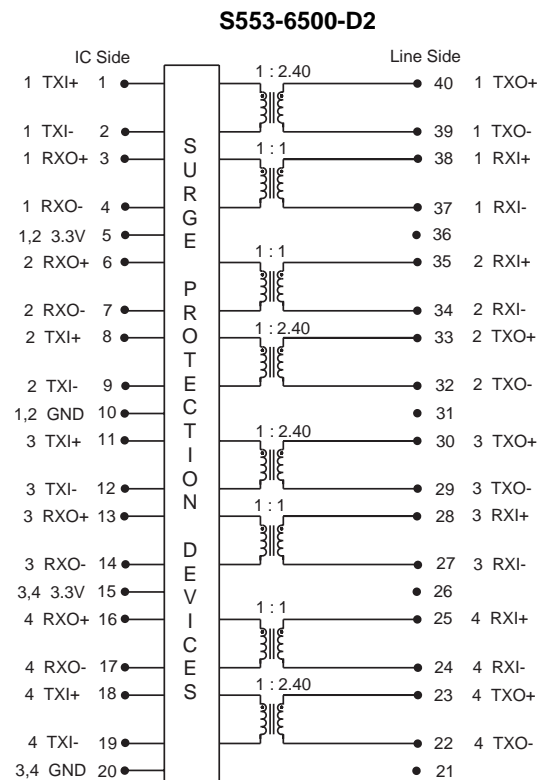 S553-6500-D2
IC Side Line Side
1 TXI+ 1 1 : 2.40 40 1 TXO+
1 TXI- 2 39 1 TXO-
1 RXO+ 3 1 : 1 38 1 RXI+
1 RXO- 4 37 1 RXI-
1,2 3.3V 5 36
2 RXO+ 6 1 : 1 35 2 RXI+
2 RXO- 7 34 2 RXI-
2 TXI+ 8 1 : 2.40 33 2 TXO+
2 TXI- 9 32 2 TXO-
1,2 GND 10 31
3 TXI+ 11 1 : 2.40 30 3 TXO+
3 TXI- 12 29 3 TXO-
3 RXO+ 13 1 : 1 28 3 RXI+
3 RXO- 14 27 3 RXI-
3,4 3.3V 15 26
4 RXO+ 16 1 : 1 25 4 RXI+
4 RXO- 17 24 4 RXI-
4 TXI+ 18 1 : 2.40 23 4 TXO+
4 TXI- 19 22 4 TXO-
3,4 GND 20 21
SURGE PROTECTION DEVICES